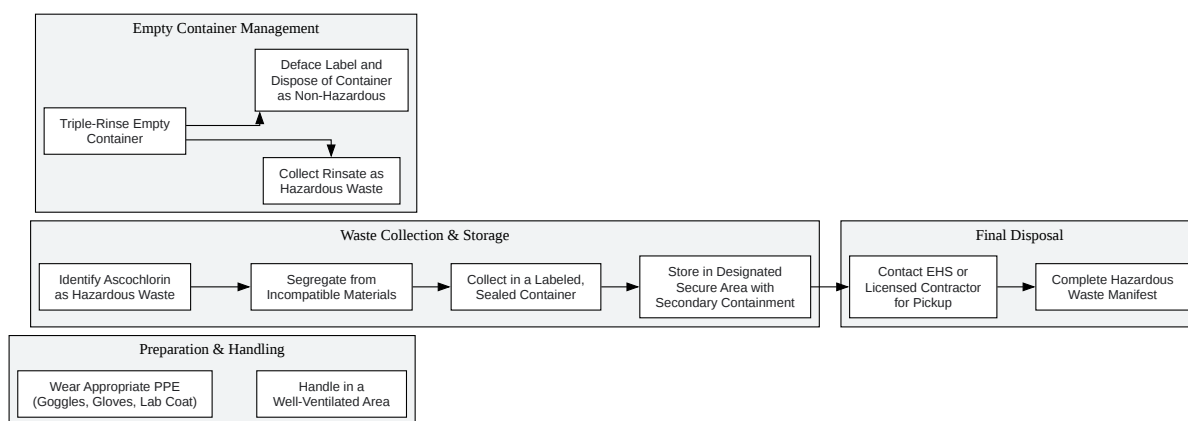 Empty Container Management
Deface Label and
Dispose of Container
as Non-Hazardous
Triple-Rinse Empty
Container
Collect Rinsate as
Hazardous Waste
Waste Collection & Storage
Identify Ascochlorin
as Hazardous Waste
Segregate from
Incompatible Materials
Collect in a Labeled,
Sealed Container
Store in Designated
Secure Area with
Secondary Containment
Final Disposal
Contact EHS or
Licensed Contractor
for Pickup
Complete Hazardous
Waste Manifest
Preparation & Handling
Wear Appropriate PPE
(Goggles, Gloves, Lab Coat)
Handle in a
Well-Ventilated Area